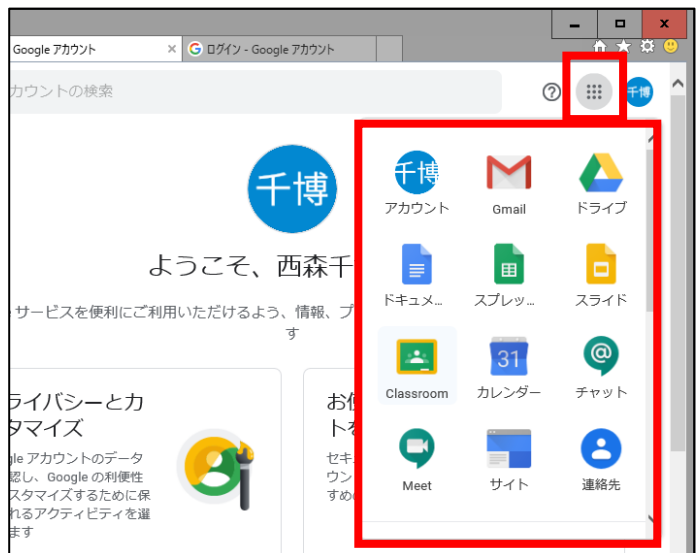 Google アカウント
ログイン - Google アカウント
カウントの検索
千博
千博
アカウント
Gmail
ドライブ
千博
ようこそ、西森千
ドキュメ...
スプレッ...
スライド
サービスを便利にご利用いただけるよう、情報、プ
す
31
Classroom
カレンダー
チャット
ライバシーとカ
タマイズ
gle アカウントのデータ
認し、Google の利便性
スタマイズするために保
れるアクティビティを選
ます
お
トを
セキ
ウン
すめ
Meet
サイト
連絡先